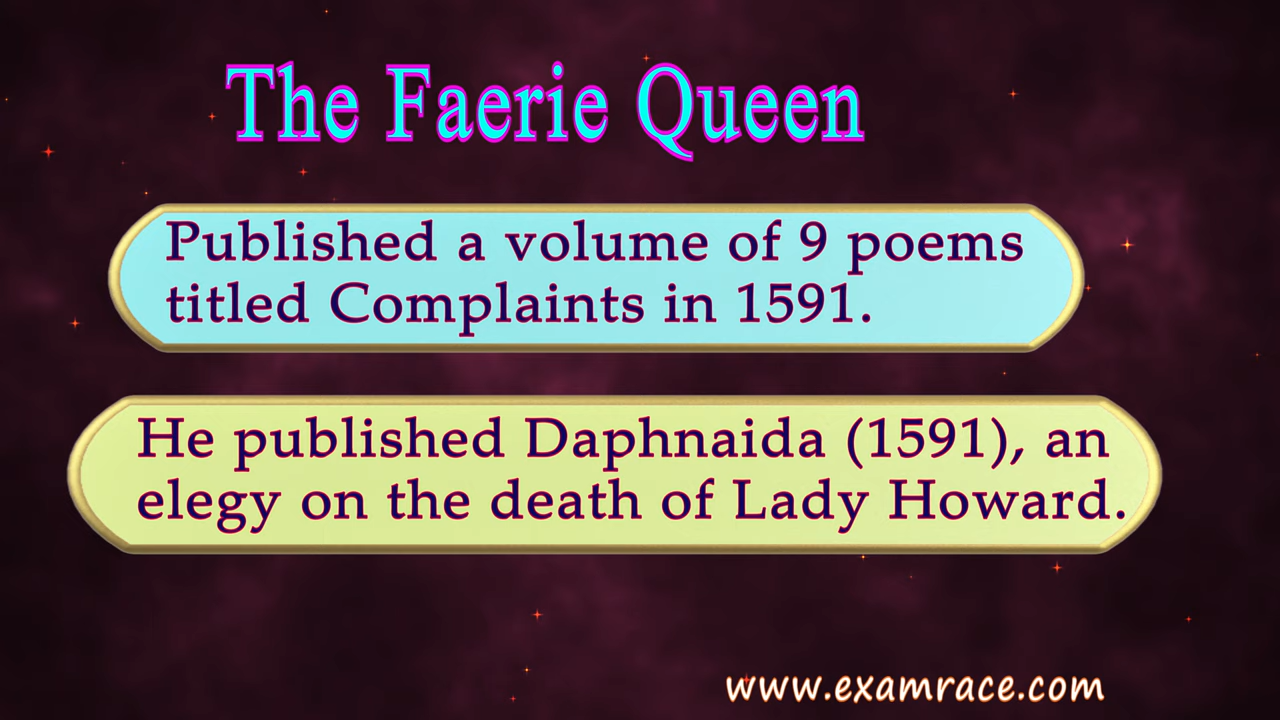 The Faerie Queen
Published a volume of 9 poems
titled Complaints in 1591.
He published Daphnaida (1591), an
elegy on the death of Lady Howard.
www.examrace.com